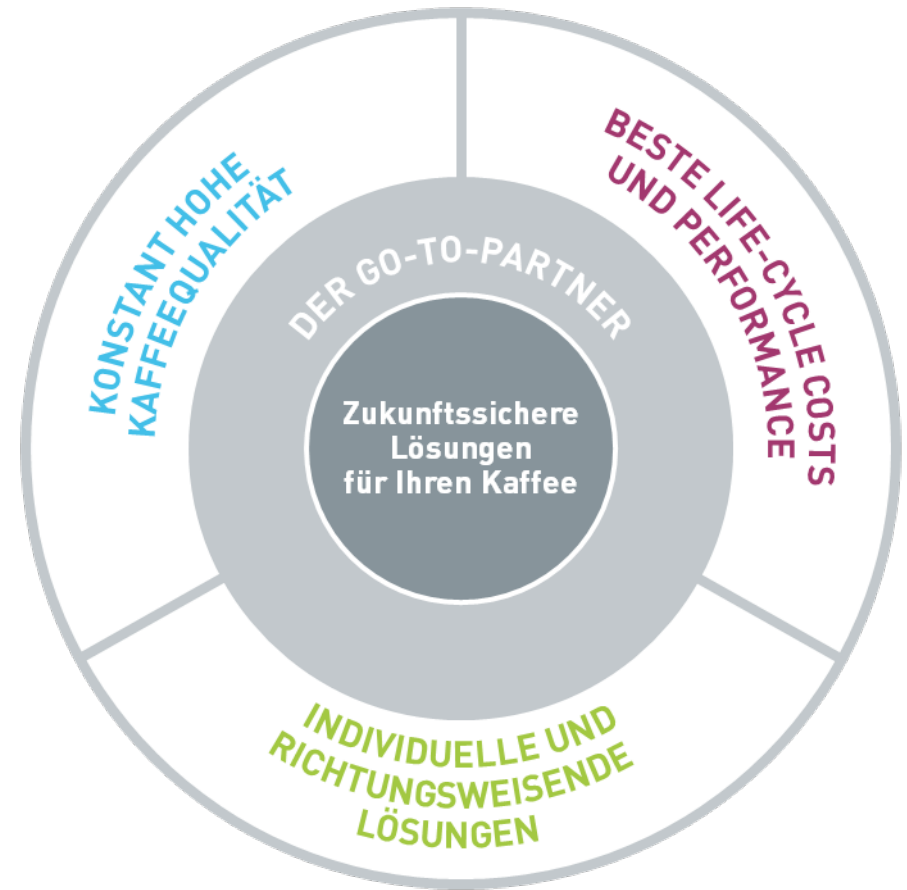 KONSTANT HOHE
KAFFEEQUALITÄT
BESTE LIFE-CYCLE COSTS
UND PERFORMANCE
DER GO-TO-PARTNER
Zukunftssichere
Lösungen
für Ihren Kaffee
INDIVIDUELLE UND
RICHTUNGSWEISENDE
LÖSUNGEN